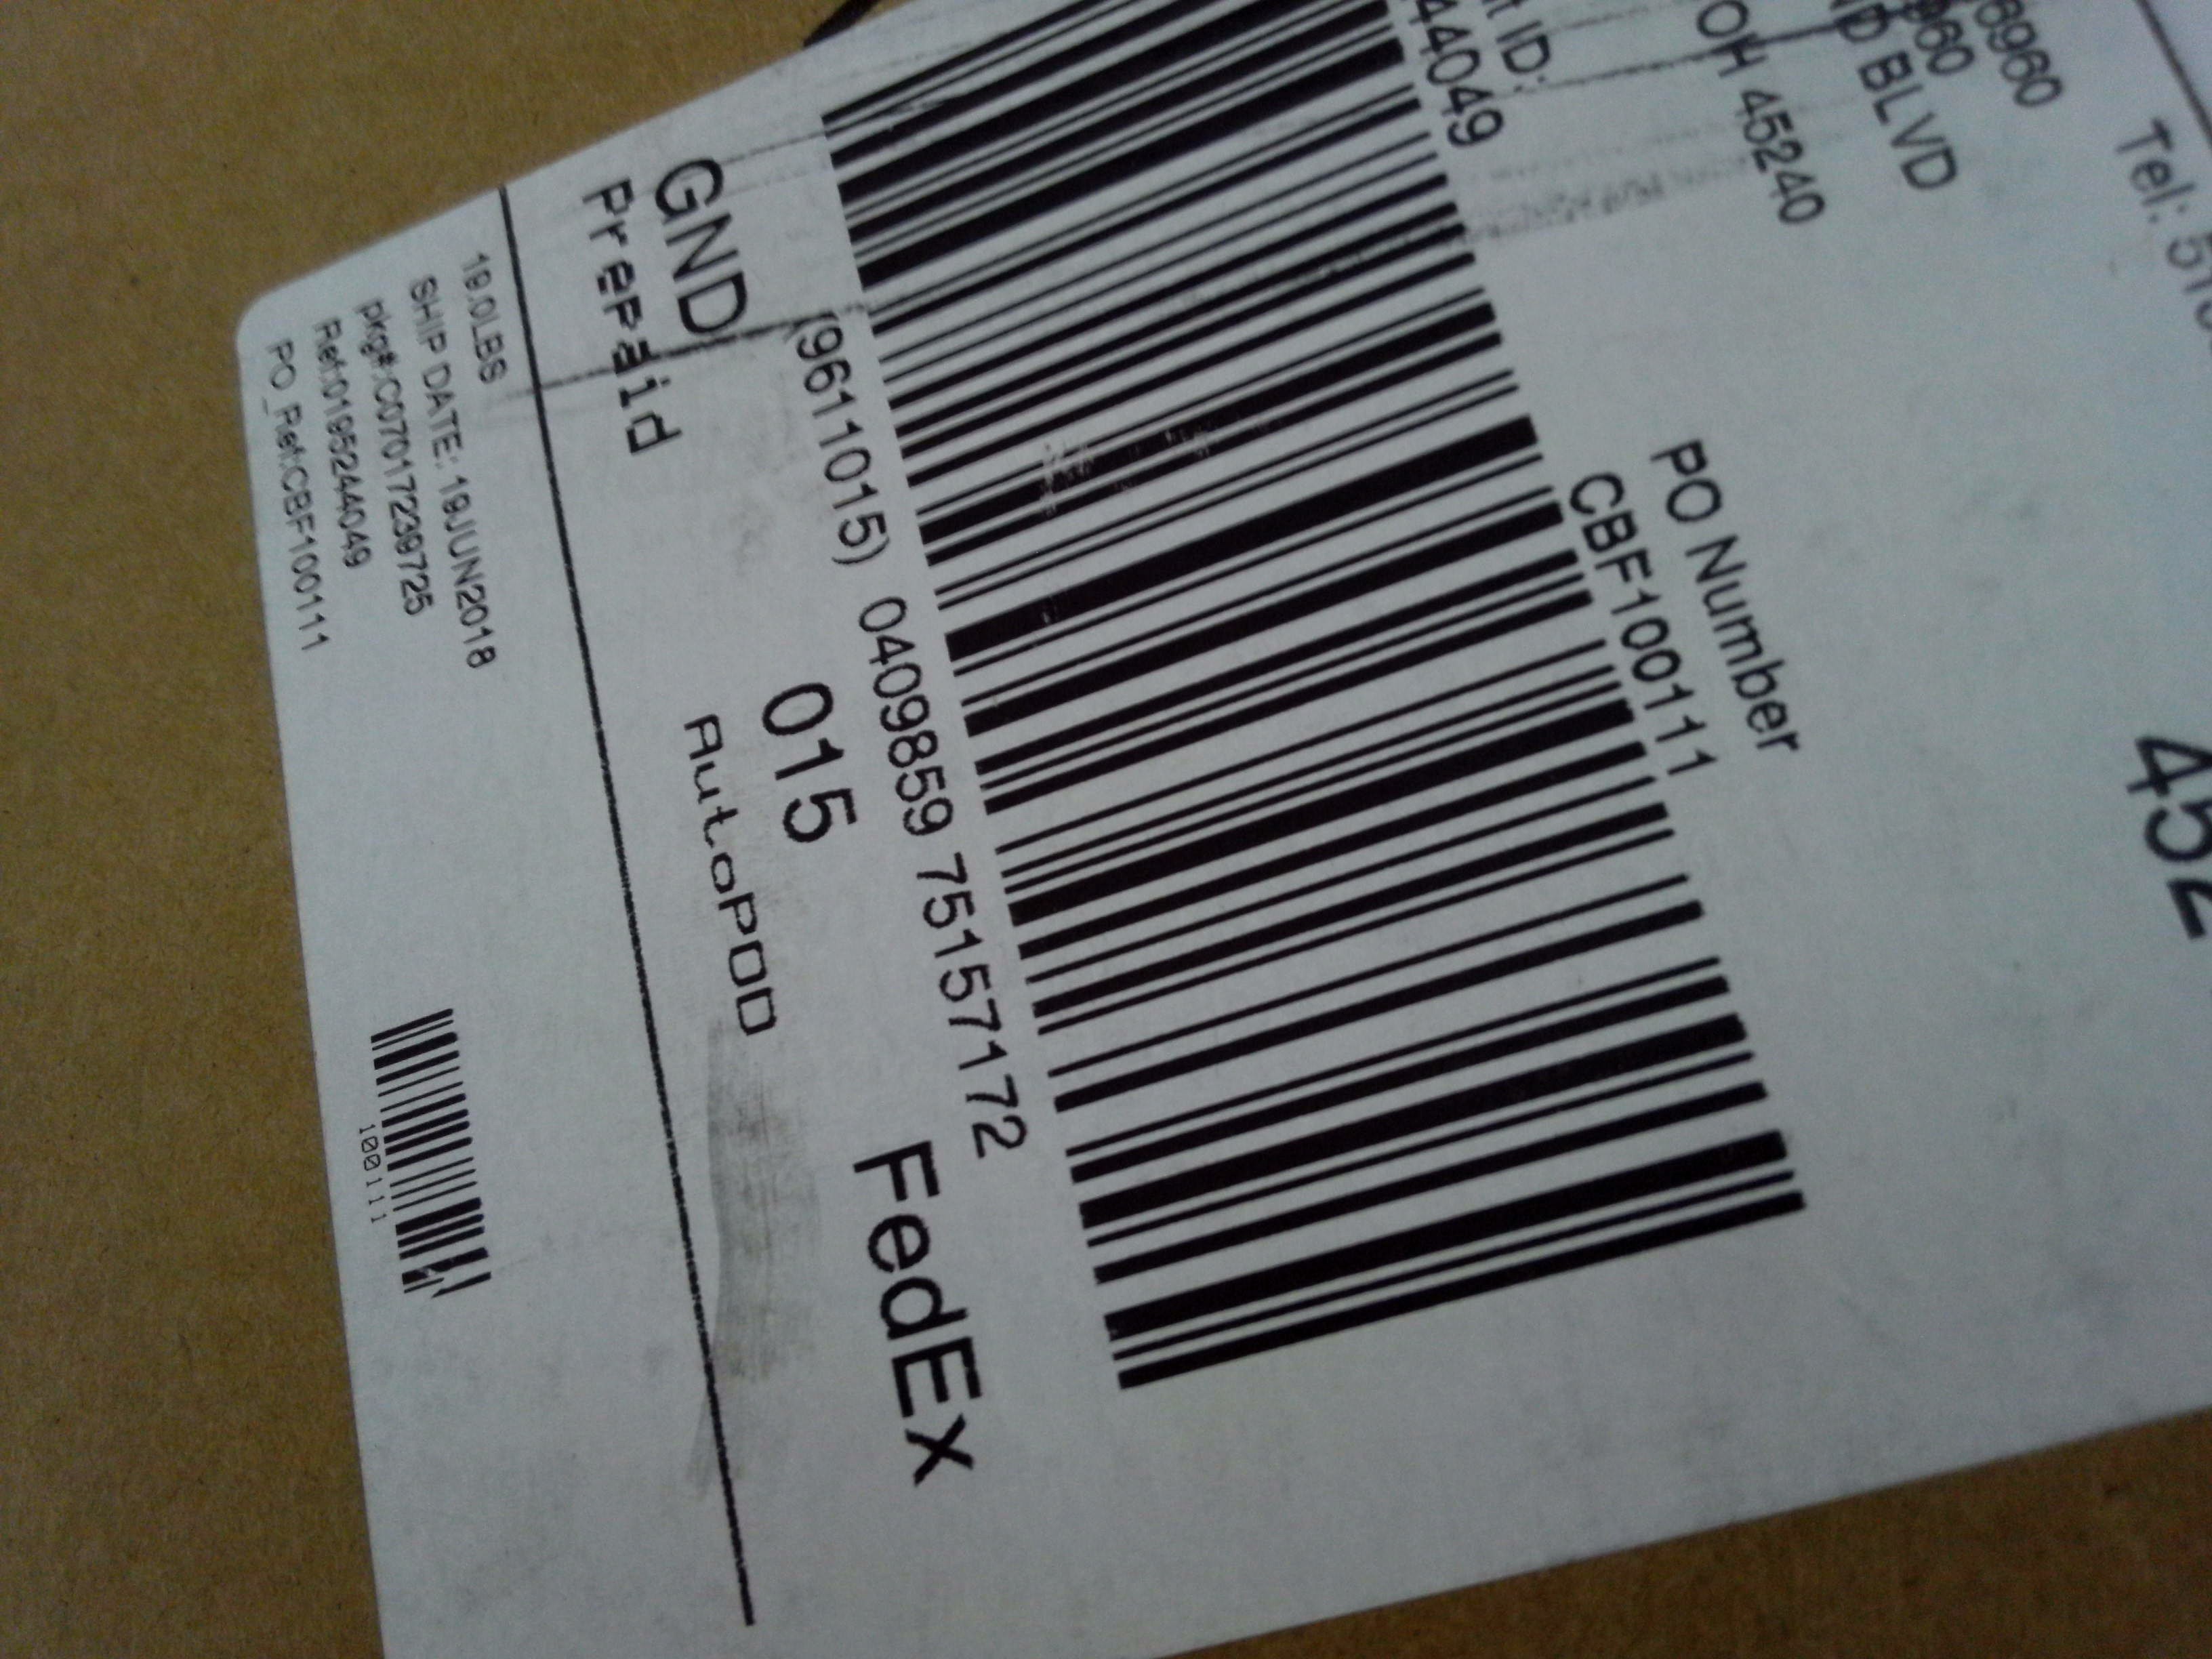 Tel:
6960
BLVD
OH 45240
452
ID:
44049
PO Number
CBF100111
(9611015) 0409859 75157172
GND
Prepaid
015
AutoPOD
FedEx
19.0LBS
SHIP DATE: 19JUN2018
pkg#:C07017239725
Ref:0195244049
PO_Ref:CBF100111
100111